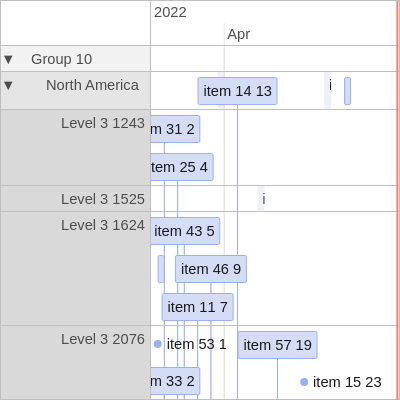 2022
Apr
▼ Group 10
▼ North America
item 14 13
i
Level 3 1243
m 31 2
tem 25 4
Level 3 1525
i
Level 3 1624
item 43 5
item 46 9
item 11 7
Level 3 2076
item 53 1
item 57 19
m 33 2
item 15 23